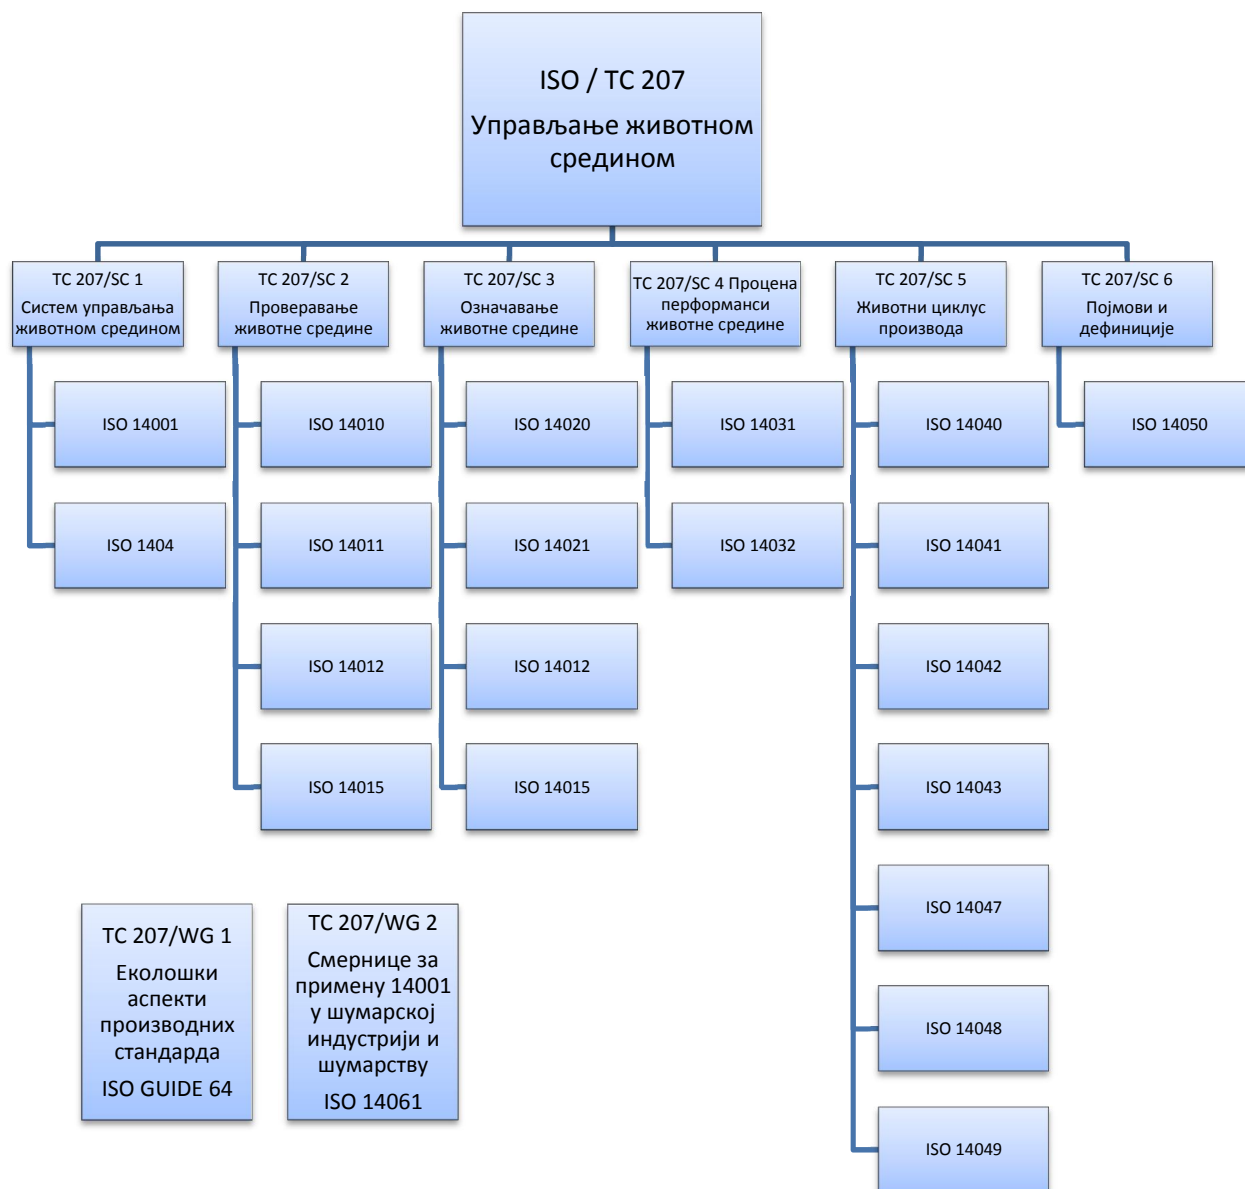 ISO / TC 207
Управљање животном
средином
TC 207/SC 1
Систем управљања
животном средином
TC 207/SC 2
Проверавање
животне средине
TC 207/SC 3
Означавање
животне средине
TC 207/SC 4 Процена
перформанси
животне средине
TC 207/SC 5
Животни циклус
производа
TC 207/SC 6
Појмови и
дефиниције
ISO 14001
ISO 1404
ISO 14010
ISO 14011
ISO 14012
ISO 14015
ISO 14020
ISO 14021
ISO 14012
ISO 14015
ISO 14031
ISO 14032
ISO 14040
ISO 14041
ISO 14042
ISO 14043
ISO 14047
ISO 14048
ISO 14049
ISO 14050
TC 207/WG 1
Еколошки
аспекти
производних
стандарда
ISO GUIDE 64
TC 207/WG 2
Смернице за
примену 14001
у шумарској
индустрији и
шумарству
ISO 14061